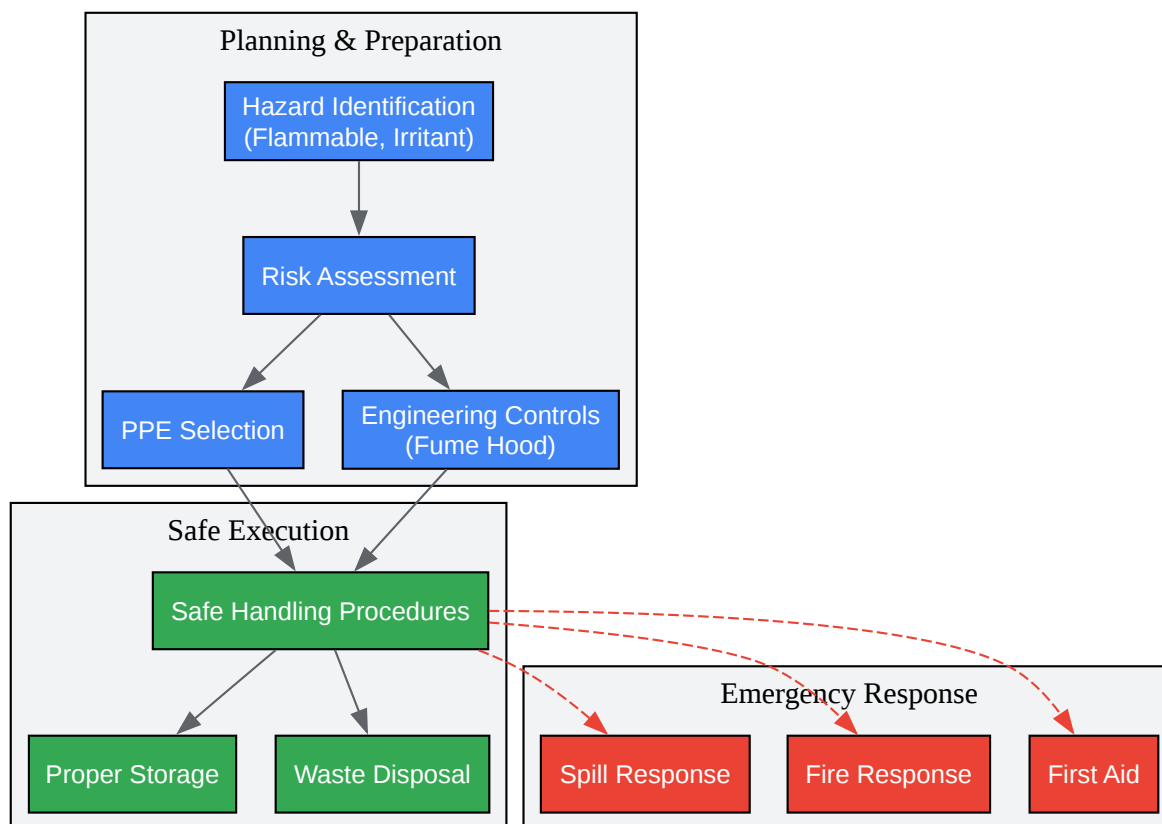 Planning & Preparation
Hazard Identification
(Flammable, Irritant)
Risk Assessment
PPE Selection
Engineering Controls
(Fume Hood)
Safe Execution
Safe Handling Procedures
Proper Storage
Waste Disposal
Emergency Response
Spill Response
Fire Response
First Aid